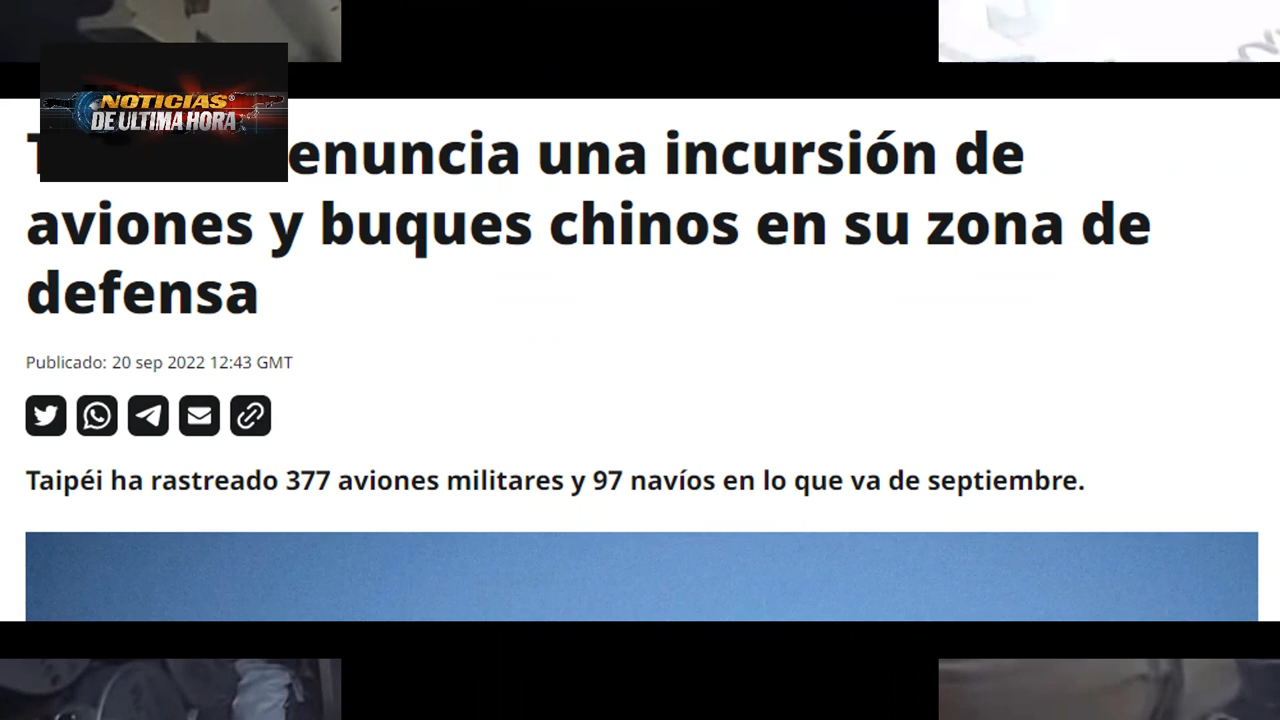 NOTICIAS®
DE ULTIMA HORA
enuncia una incursión de
aviones y buques chinos en su zona de
defensa
Publicado: 20 sep 2022 12:43 GMT
Taipéi ha rastreado 377 aviones militares y 97 navíos en lo que va de septiembre.